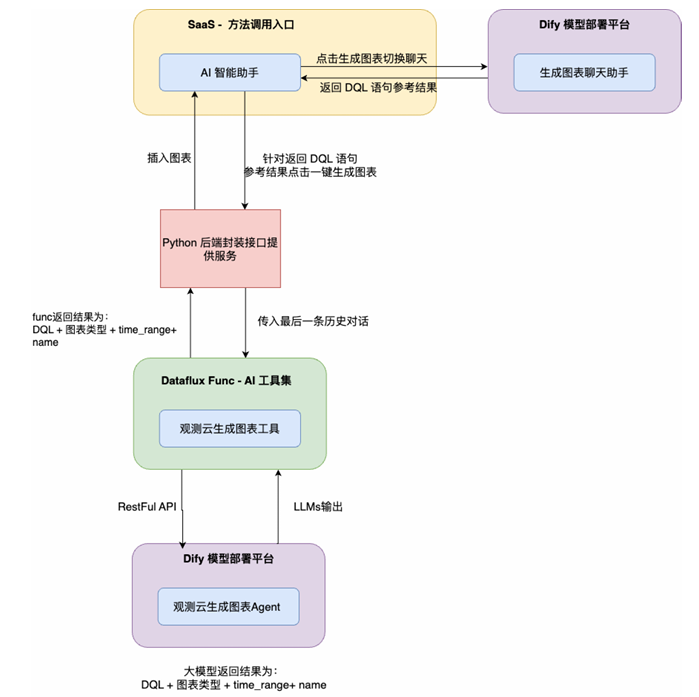 SaaS - 方法调用入口
Dify 模型部署平台
AI 智能助手
点击生成图表切换聊天
返回 DQL 语句参考结果
生成图表聊天助手
插入图表
针对返回 DQL 语句
参考结果点击一键生成图表
Python 后端封装接口提
供服务
func返回结果为：
DQL + 图表类型 + time_range+
name
传入最后一条历史对话
Dataflux Func - AI 工具集
观测云生成图表工具
RestFul API
LLMs输出
Dify 模型部署平台
观测云生成图表Agent
大模型返回结果为：
DQL + 图表类型 + time_range+ name